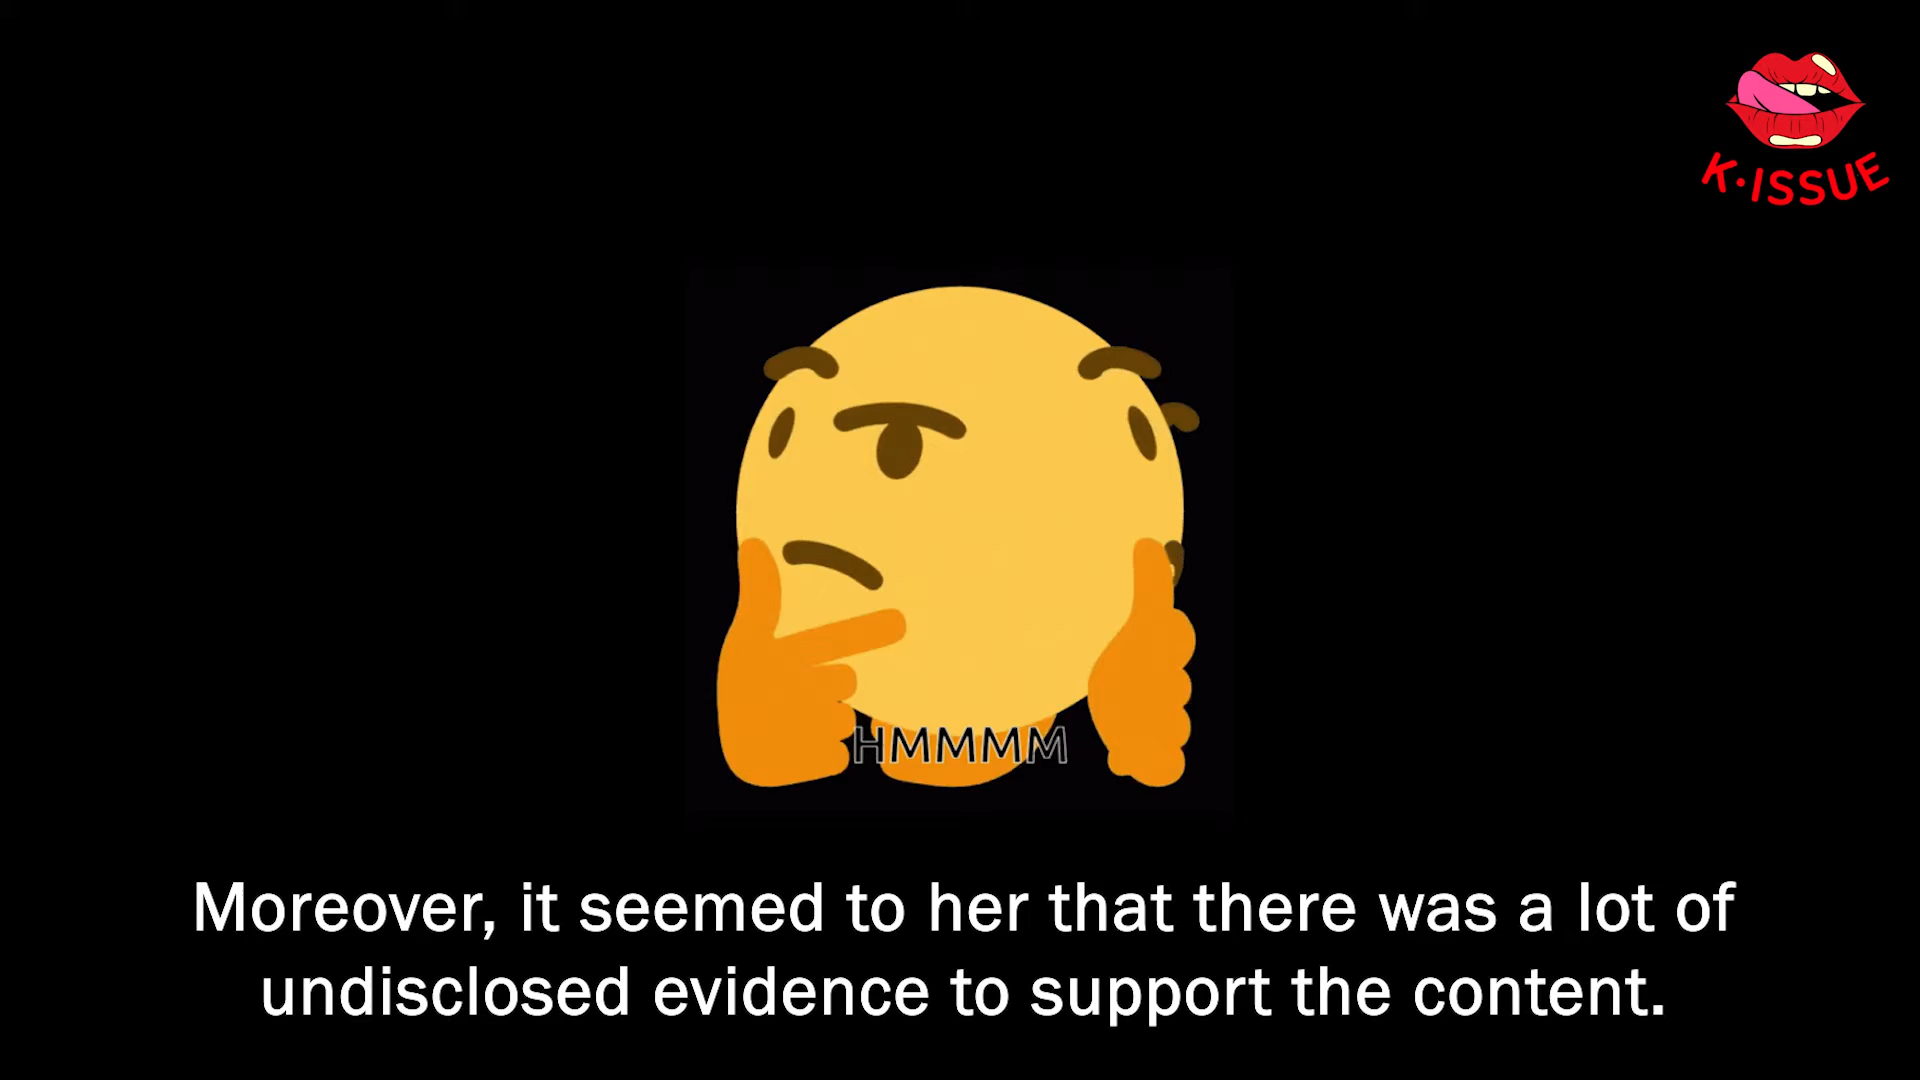 K·ISSUE
HMMMM
Moreover, it seemed to her that there was a lot of
undisclosed evidence to support the content.